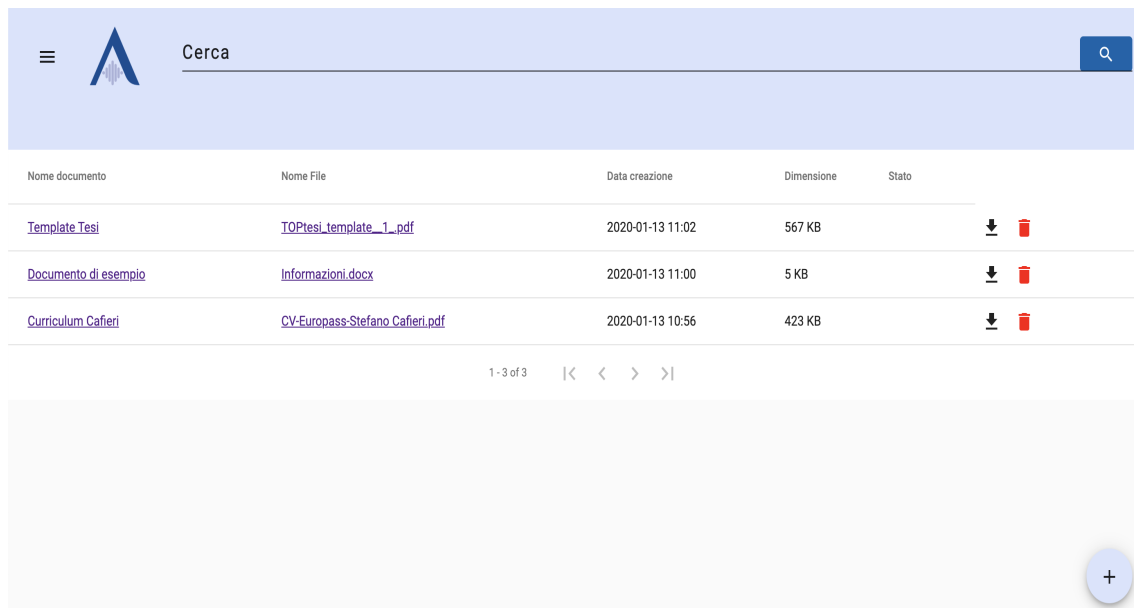 Cerca
Nome documento Nome File Data creazione Dimensione Stato
Template Tesi TOPtesi_template__1_.pdf 2020-01-13 11:02 567 KB
Documento di esempio Informazioni.docx 2020-01-13 11:00 5 KB
Curriculum Cafieri CV-Europass-Stefano Cafieri.pdf 2020-01-13 10:56 423 KB
1 - 3 of 3